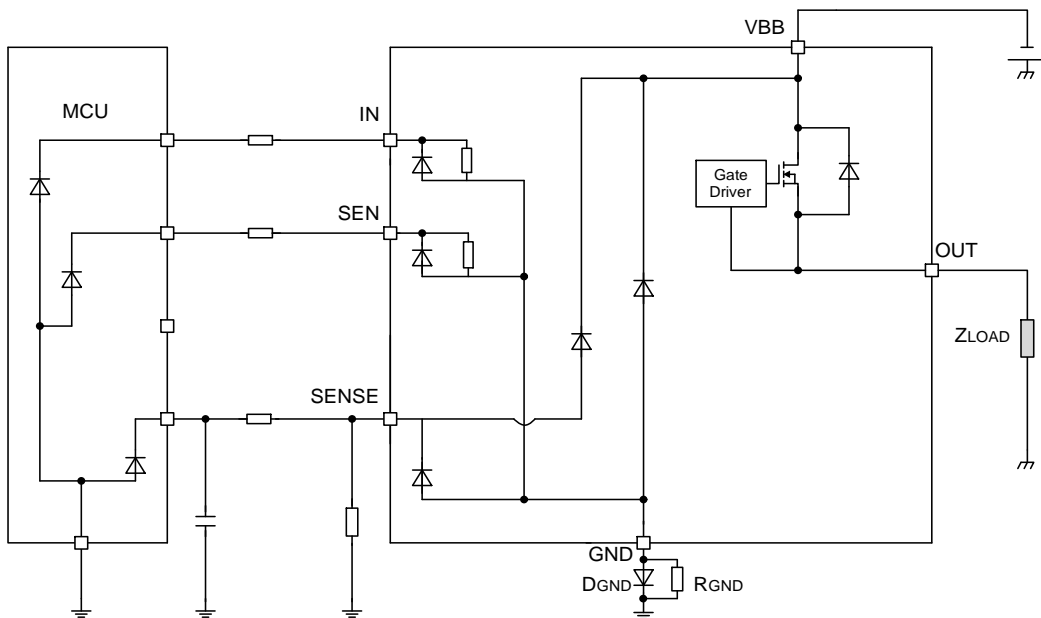 VBB
MCU
IN
Gate
Driver
SEN
OUT
ZLOAD
SENSE
GND
DGND
RGND